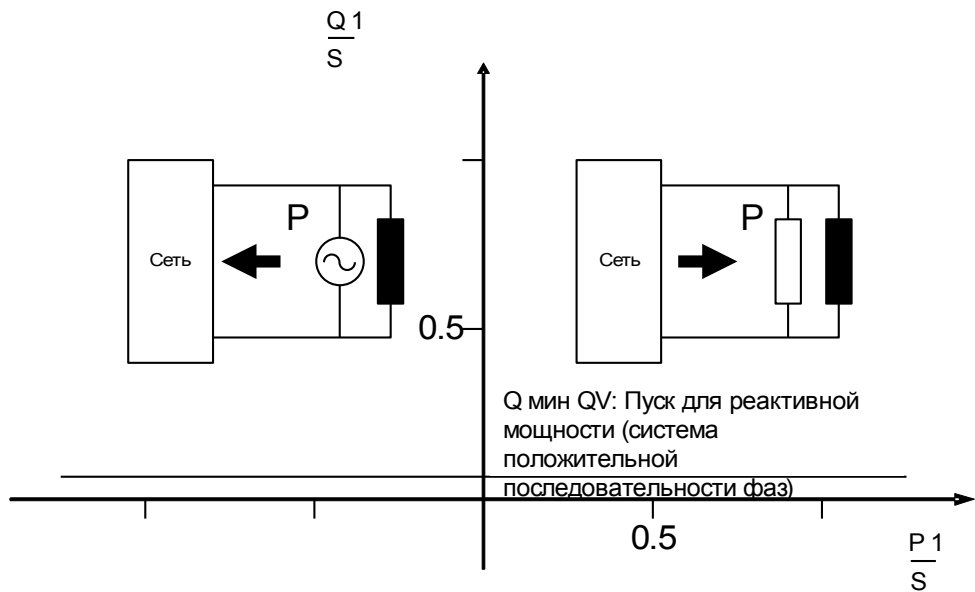 Q 1
S
P
P
Сеть
Сеть
0.5
Q мин QV: Пуск для реактивной
мощности (система
положительной
последовательности фаз)
0.5
P 1
S